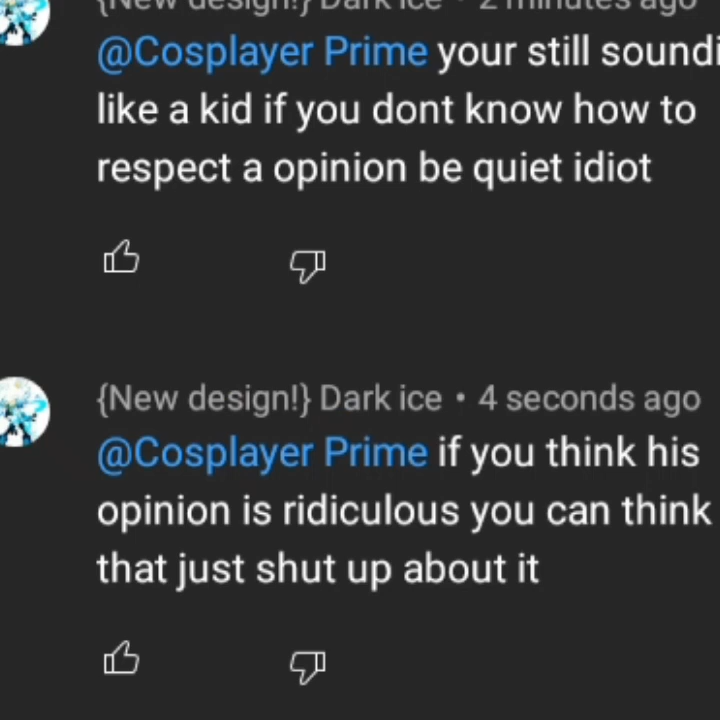 {New design!} Dark ice • 2 minutes ago
@Cosplayer Prime your still soundi
like a kid if you dont know how to
respect a opinion be quiet idiot
{New design!} Dark ice • 4 seconds ago
@Cosplayer Prime if you think his
opinion is ridiculous you can think
that just shut up about it